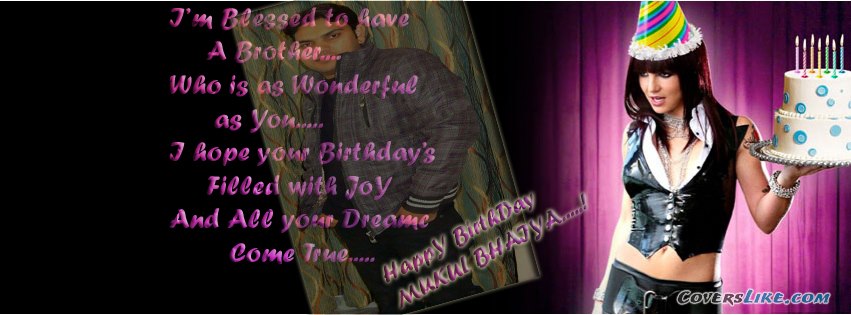 I'm Blessed to have
A Brother....
Who is as Wonderful
as You.....
I hope your Birthday's
Filled with JoY
And All your Dreame
Come True.....
HappY BirthDay
MUKUl BHAIYA.....!
CoversLike.com